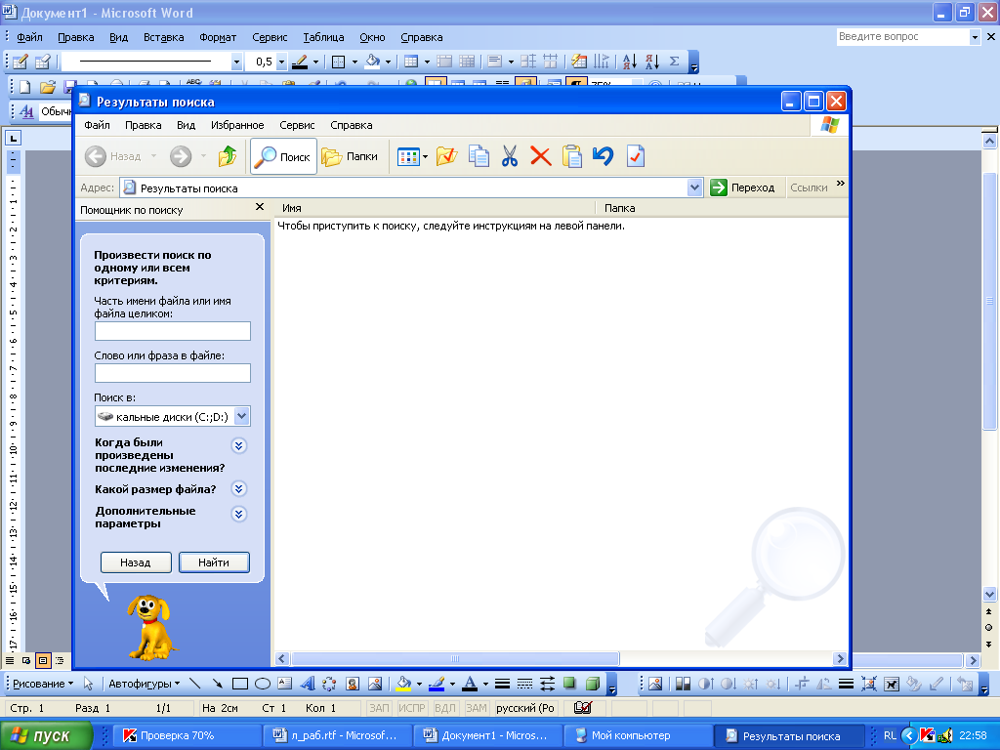 Документ1 - Microsoft Word
Файл Правка Вид Вставка Формат Сервис Таблица Окно Справка
Введите вопрос
0,5
Результаты поиска
Файл Правка Вид Избранное Сервис Справка
Назад Поиск Папки
Адрес: Результаты поиска Переход Ссылки
Помощник по поиску
Имя Папка
Чтобы приступить к поиску, следуйте инструкциям на левой панели.
Произвести поиск по
одному или всем
критериям.
Часть имени файла или имя
файла целиком:
Слово или фраза в файле:
Поиск в:
кальные диски (C:;D:)
Когда были
произведены
последние изменения?
Какой размер файла?
Дополнительные
параметры
Назад Найти
Рисование Автофигуры
Стр. 1 Разд 1 1/1 На 2см Ст 1 Кол 1 ЗАП ИСПР ВДЛ ЗАМ русский (Ро
пуск Проверка 70% л_раб.rtf - Microsof... Документ1 - Micros... Мой компьютер Результаты поиска RL 22:58